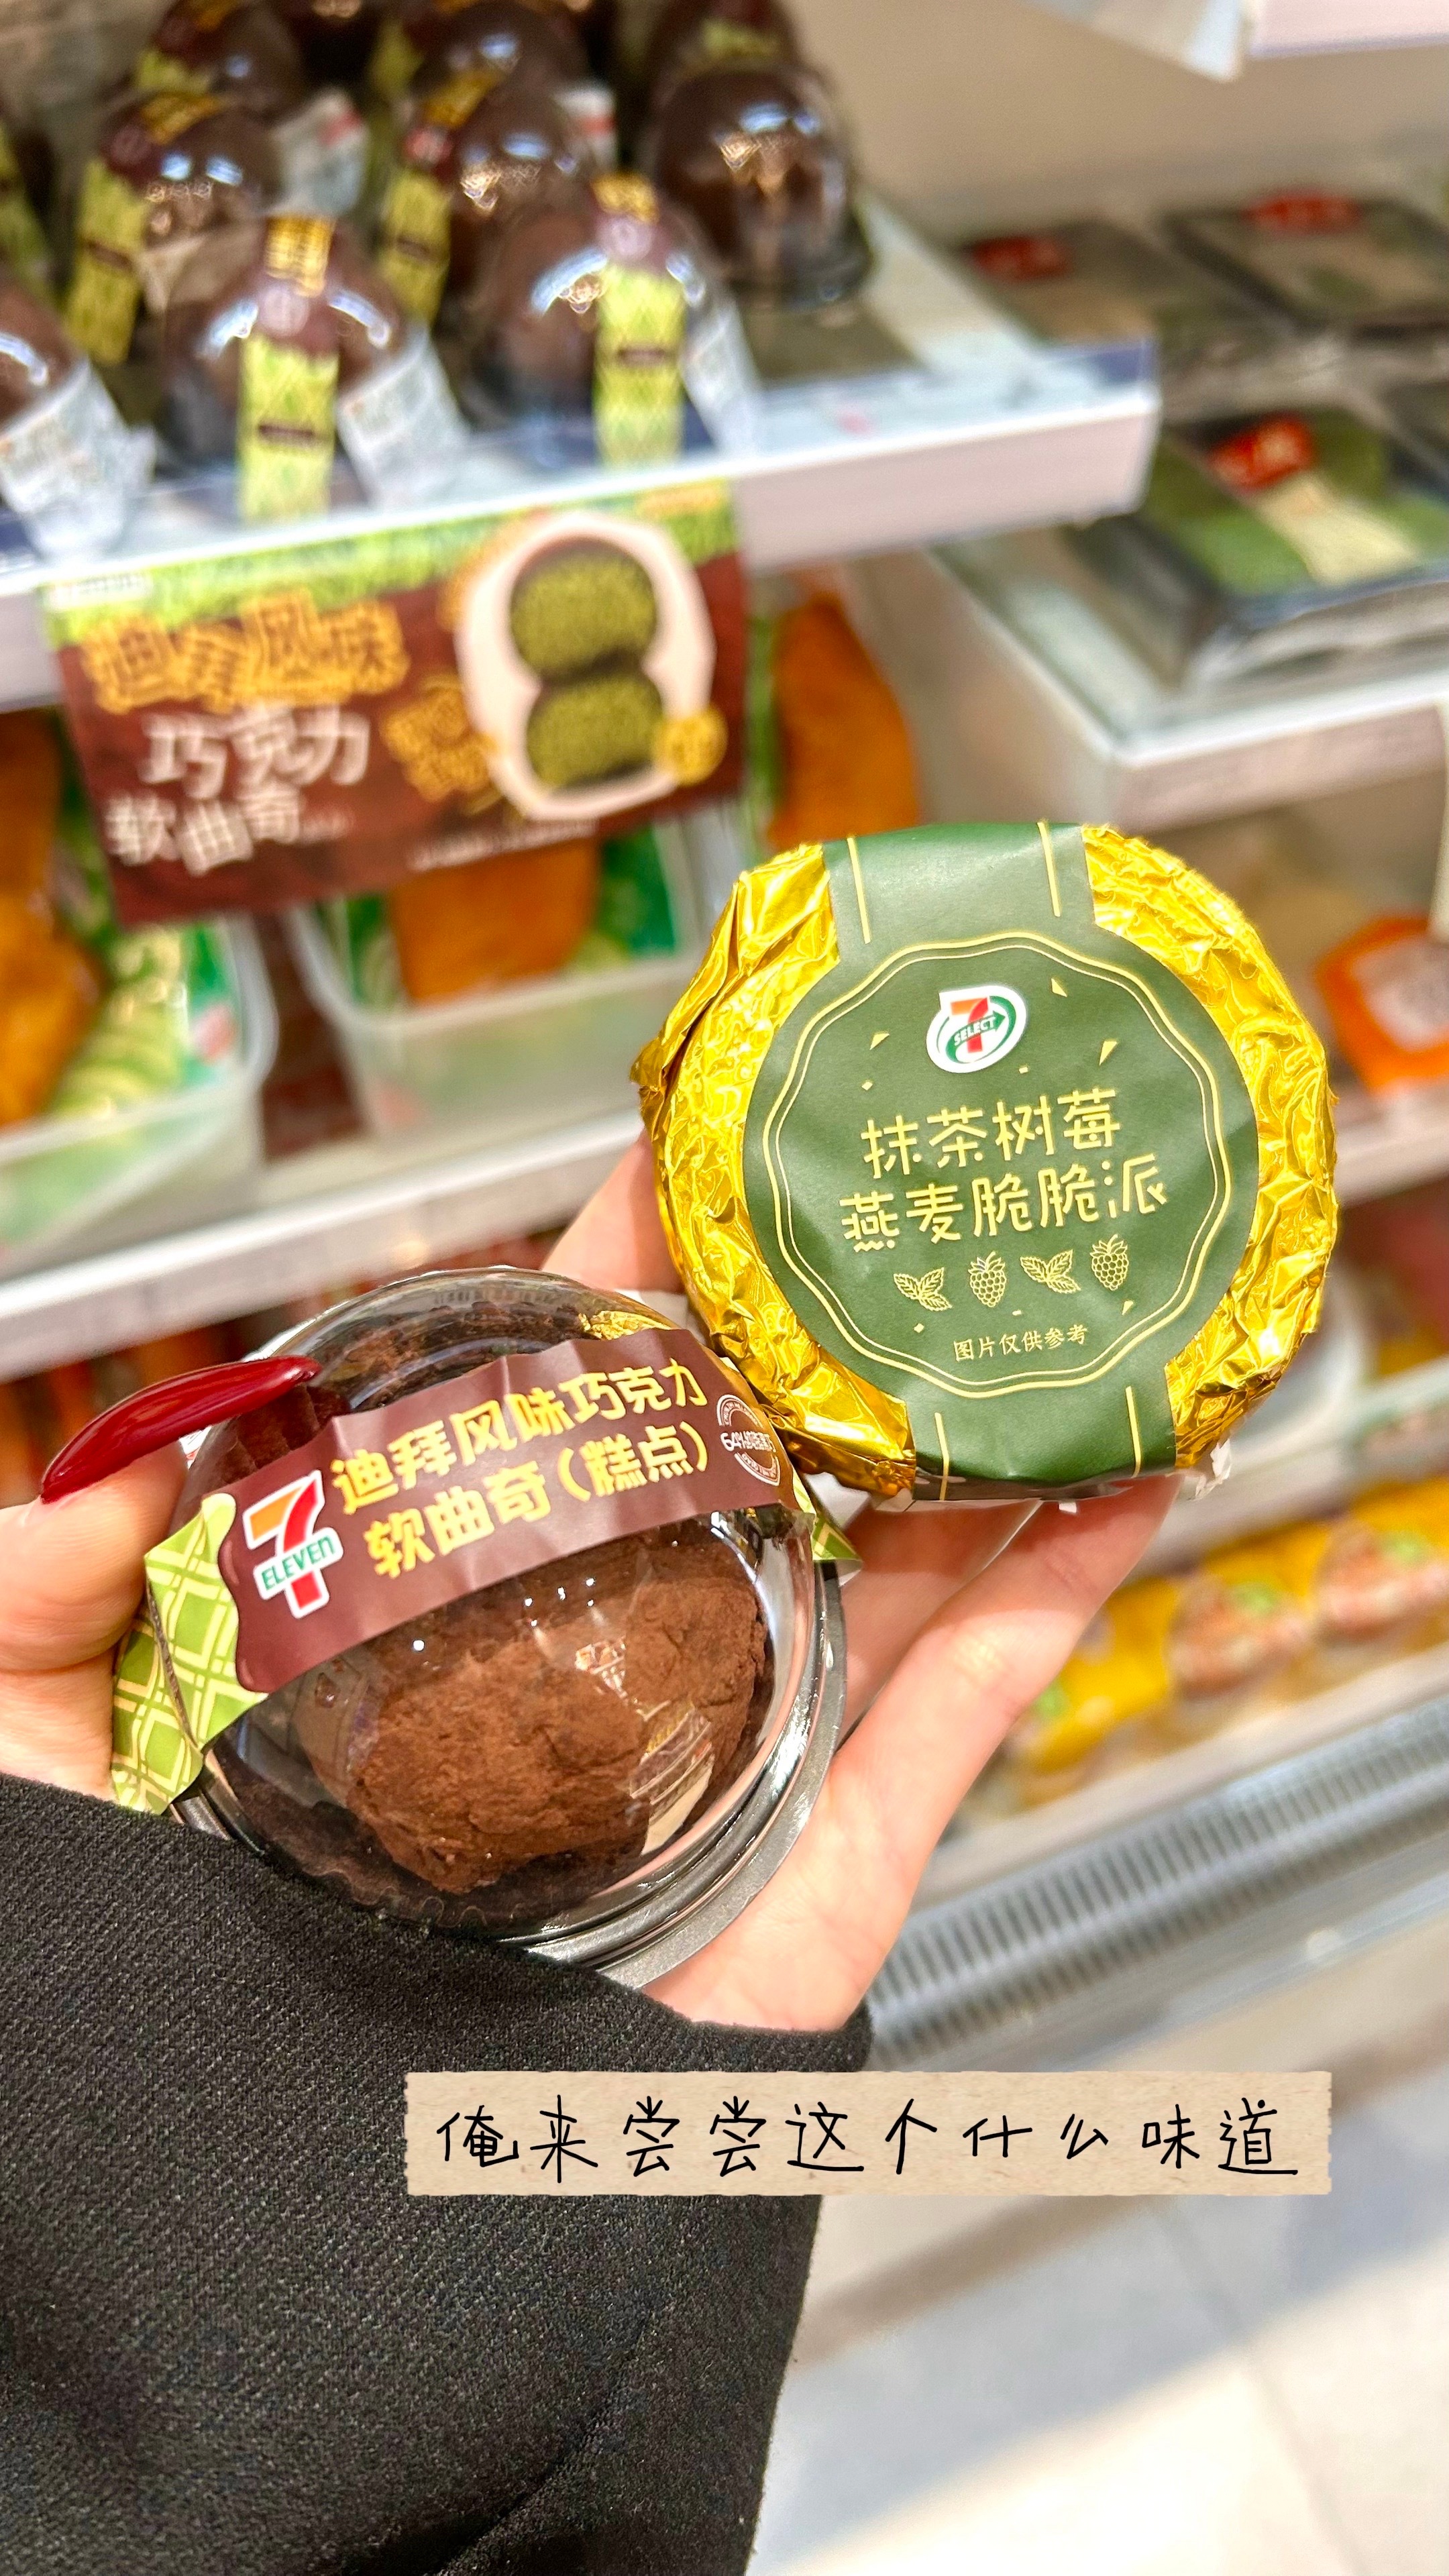 迪拜风味
巧克力
软曲奇
7
SELECT
抹茶树莓
燕麦脆脆派
图片仅供参考
7
ELEVEN
迪拜风味巧克力
软曲奇（糕点）
俺来尝尝这个什么味道